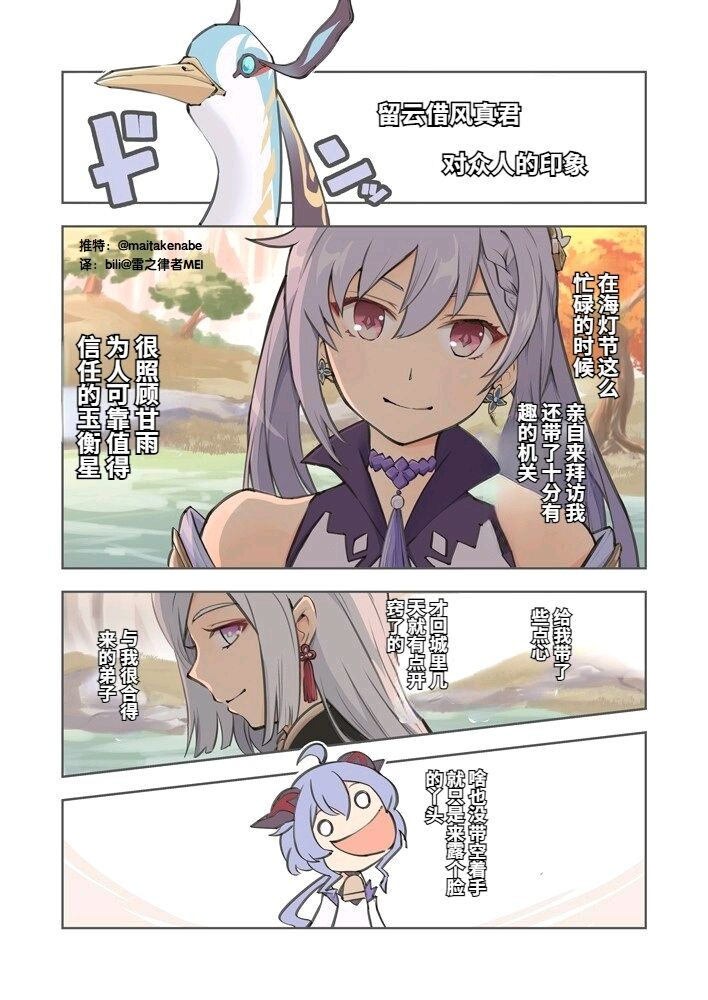 ドンッ
留云借风真君
对众人的印象
推特：@maitakenabe
译：bili@雷之律者MEI
在海灯节这么
忙碌的时候
亲自来拜访我
还带了十分有
趣的机关
很照顾甘雨
为人可靠值得
信任的玉衡星
给我带了
些点心
才回城里几
天就有点开
窍了的
与我很合得
来的弟子
啥也没带空着手
就只是来露个脸
的丫头